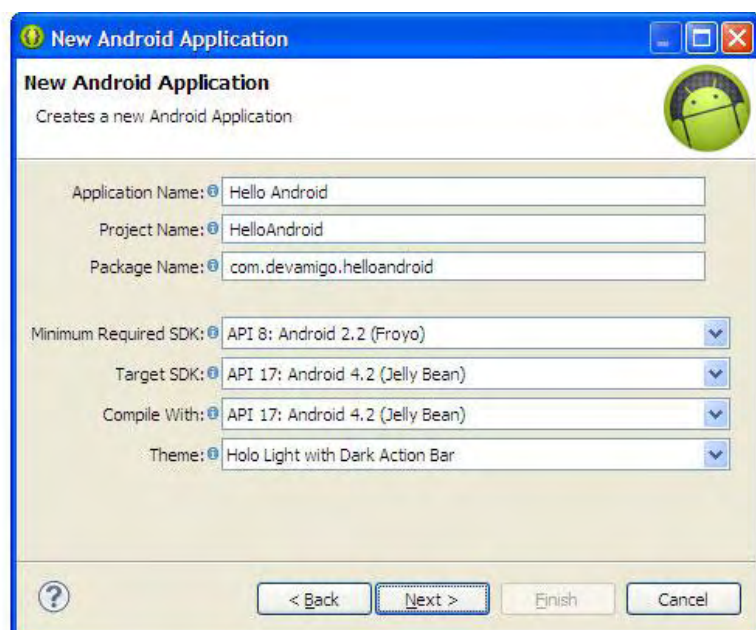 New Android Application
New Android Application
Creates a new Android Application
Application Name: Hello Android
Project Name: HelloAndroid
Package Name: com.devamigo.helloandroid
Minimum Required SDK: API 8: Android 2.2 (Froyo)
Target SDK: API 17: Android 4.2 (Jelly Bean)
Compile With: API 17: Android 4.2 (Jelly Bean)
Theme: Holo Light with Dark Action Bar
? < Back Next > Finish Cancel